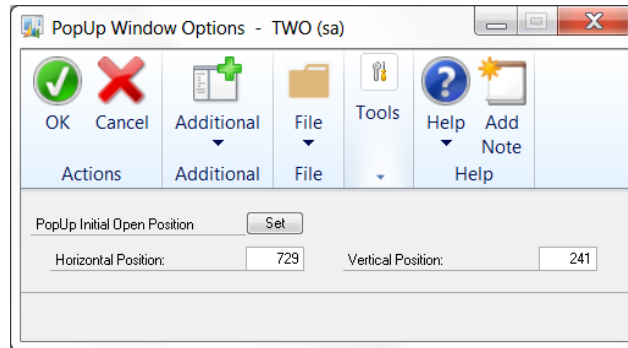 PopUp Window Options - TWO (sa)
OK Cancel Additional File Tools Help Add Note
Actions Additional File Help
PopUp Initial Open Position Set
Horizontal Position: 729 Vertical Position: 241